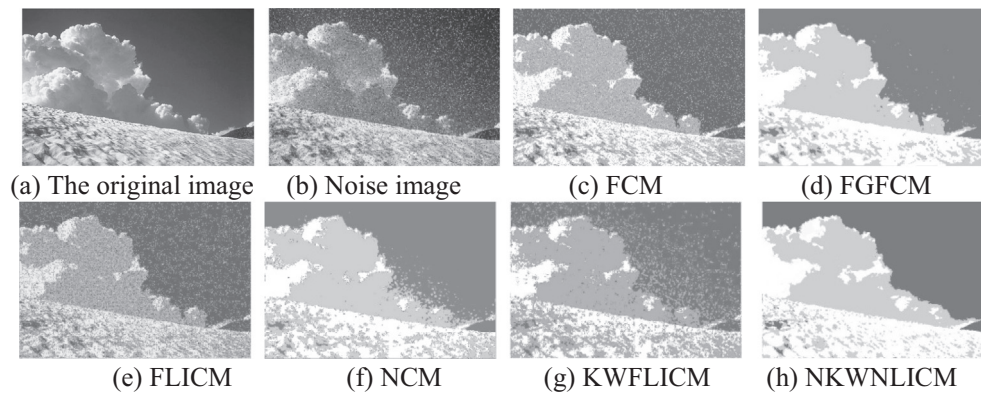 (a) The original image
(b) Noise image
(c) FCM
(d) FGFCM
(e) FLICM
(f) NCM
(g) KWFLICM
(h) NKWNLICM